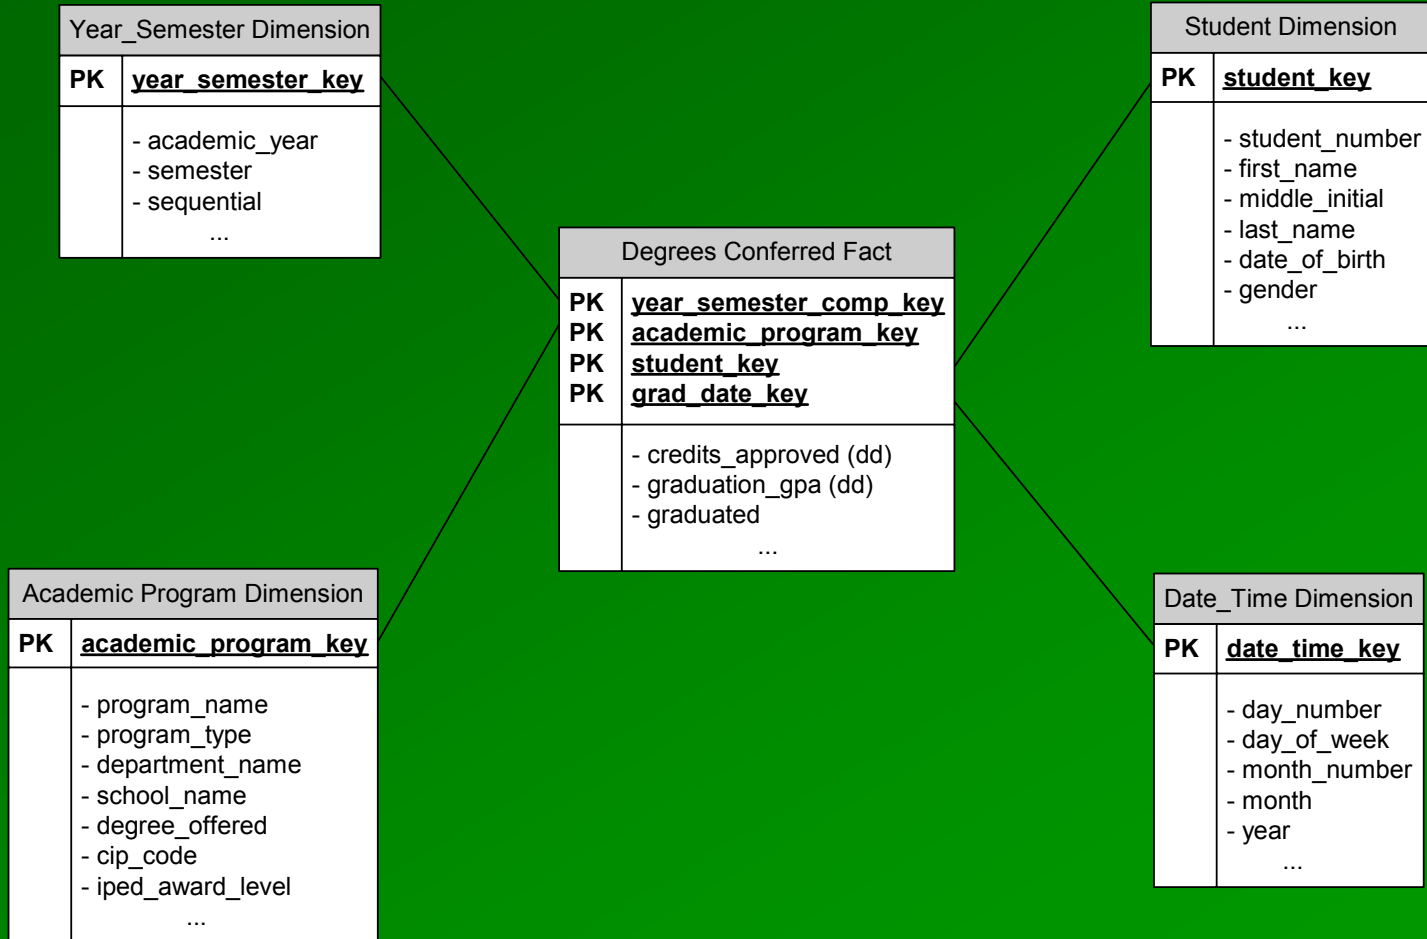 Year_Semester Dimension
PK year_semester_key
- academic_year
- semester
- sequential
...
Student Dimension
PK student_key
- student_number
- first_name
- middle_initial
- last_name
- date_of_birth
- gender
...
Degrees Conferred Fact
PK year_semester_comp_key
PK academic_program_key
PK student_key
PK grad_date_key
- credits_approved (dd)
- graduation_gpa (dd)
- graduated
...
Academic Program Dimension
PK academic_program_key
- program_name
- program_type
- department_name
- school_name
- degree_offered
- cip_code
- iped_award_level
...
Date_Time Dimension
PK date_time_key
- day_number
- day_of_week
- month_number
- month
- year
...